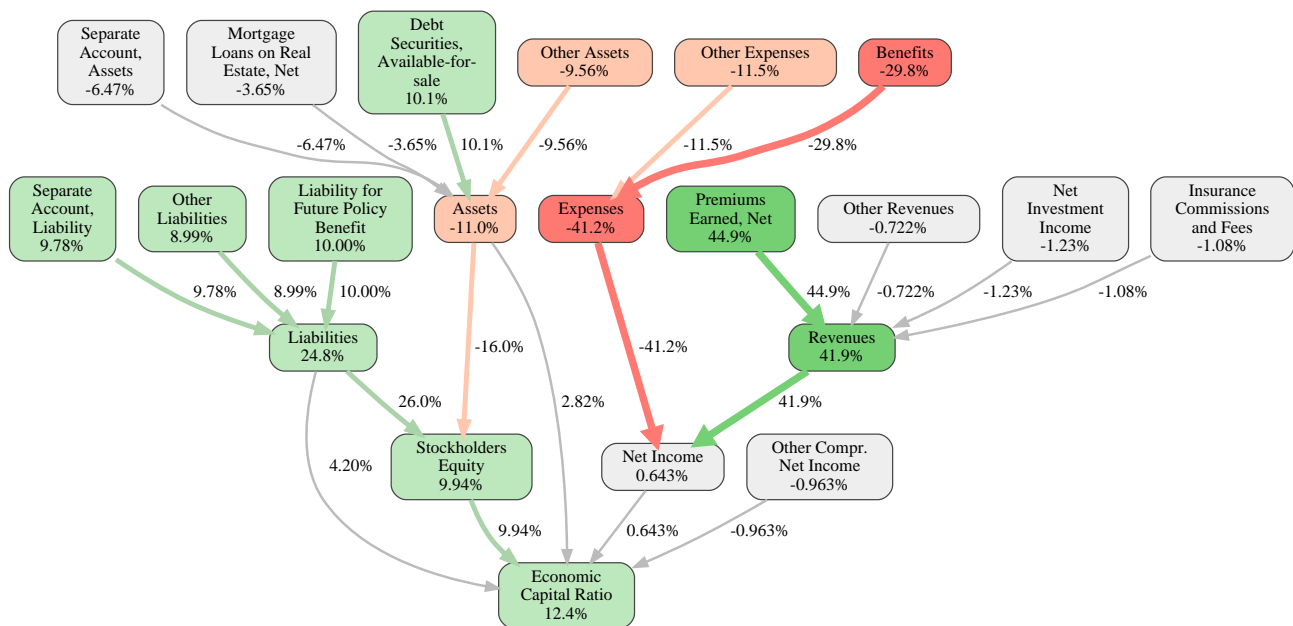 Separate
Account,
Assets
-6.47%
Mortgage
Loans on Real
Estate, Net
-3.65%
Debt
Securities,
Available-for-
sale
10.1%
Other Assets
-9.56%
Other Expenses
-11.5%
Benefits
-29.8%
-6.47%
-3.65%
10.1%
-9.56%
-11.5%
-29.8%
Separate
Account,
Liability
9.78%
Other
Liabilities
8.99%
Liability for
Future Policy
Benefit
10.00%
Assets
-11.0%
Expenses
-41.2%
Premiums
Earned, Net
44.9%
Other Revenues
-0.722%
Net
Investment
Income
-1.23%
Insurance
Commissions
and Fees
-1.08%
9.78%
8.99%
10.00%
44.9%
-0.722%
-1.23%
-1.08%
Liabilities
24.8%
-16.0%
-41.2%
Revenues
41.9%
26.0%
2.82%
41.9%
4.20%
Stockholders
Equity
9.94%
Net Income
0.643%
Other Compr.
Net Income
-0.963%
9.94%
0.643%
-0.963%
Economic
Capital Ratio
12.4%